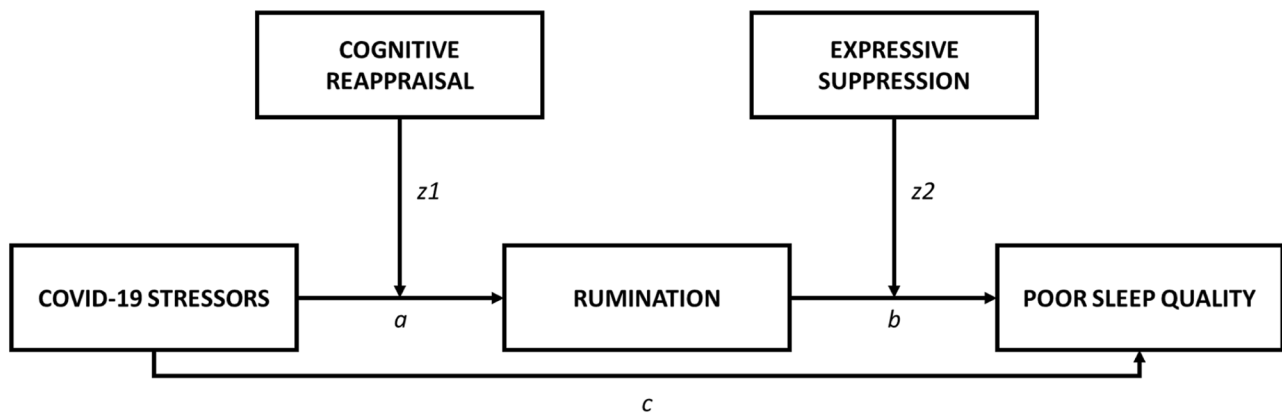 COGNITIVE
REAPPRAISAL
EXPRESSIVE
SUPPRESSION
z1
z2
COVID-19 STRESSORS
RUMINATION
POOR SLEEP QUALITY
a
b
c